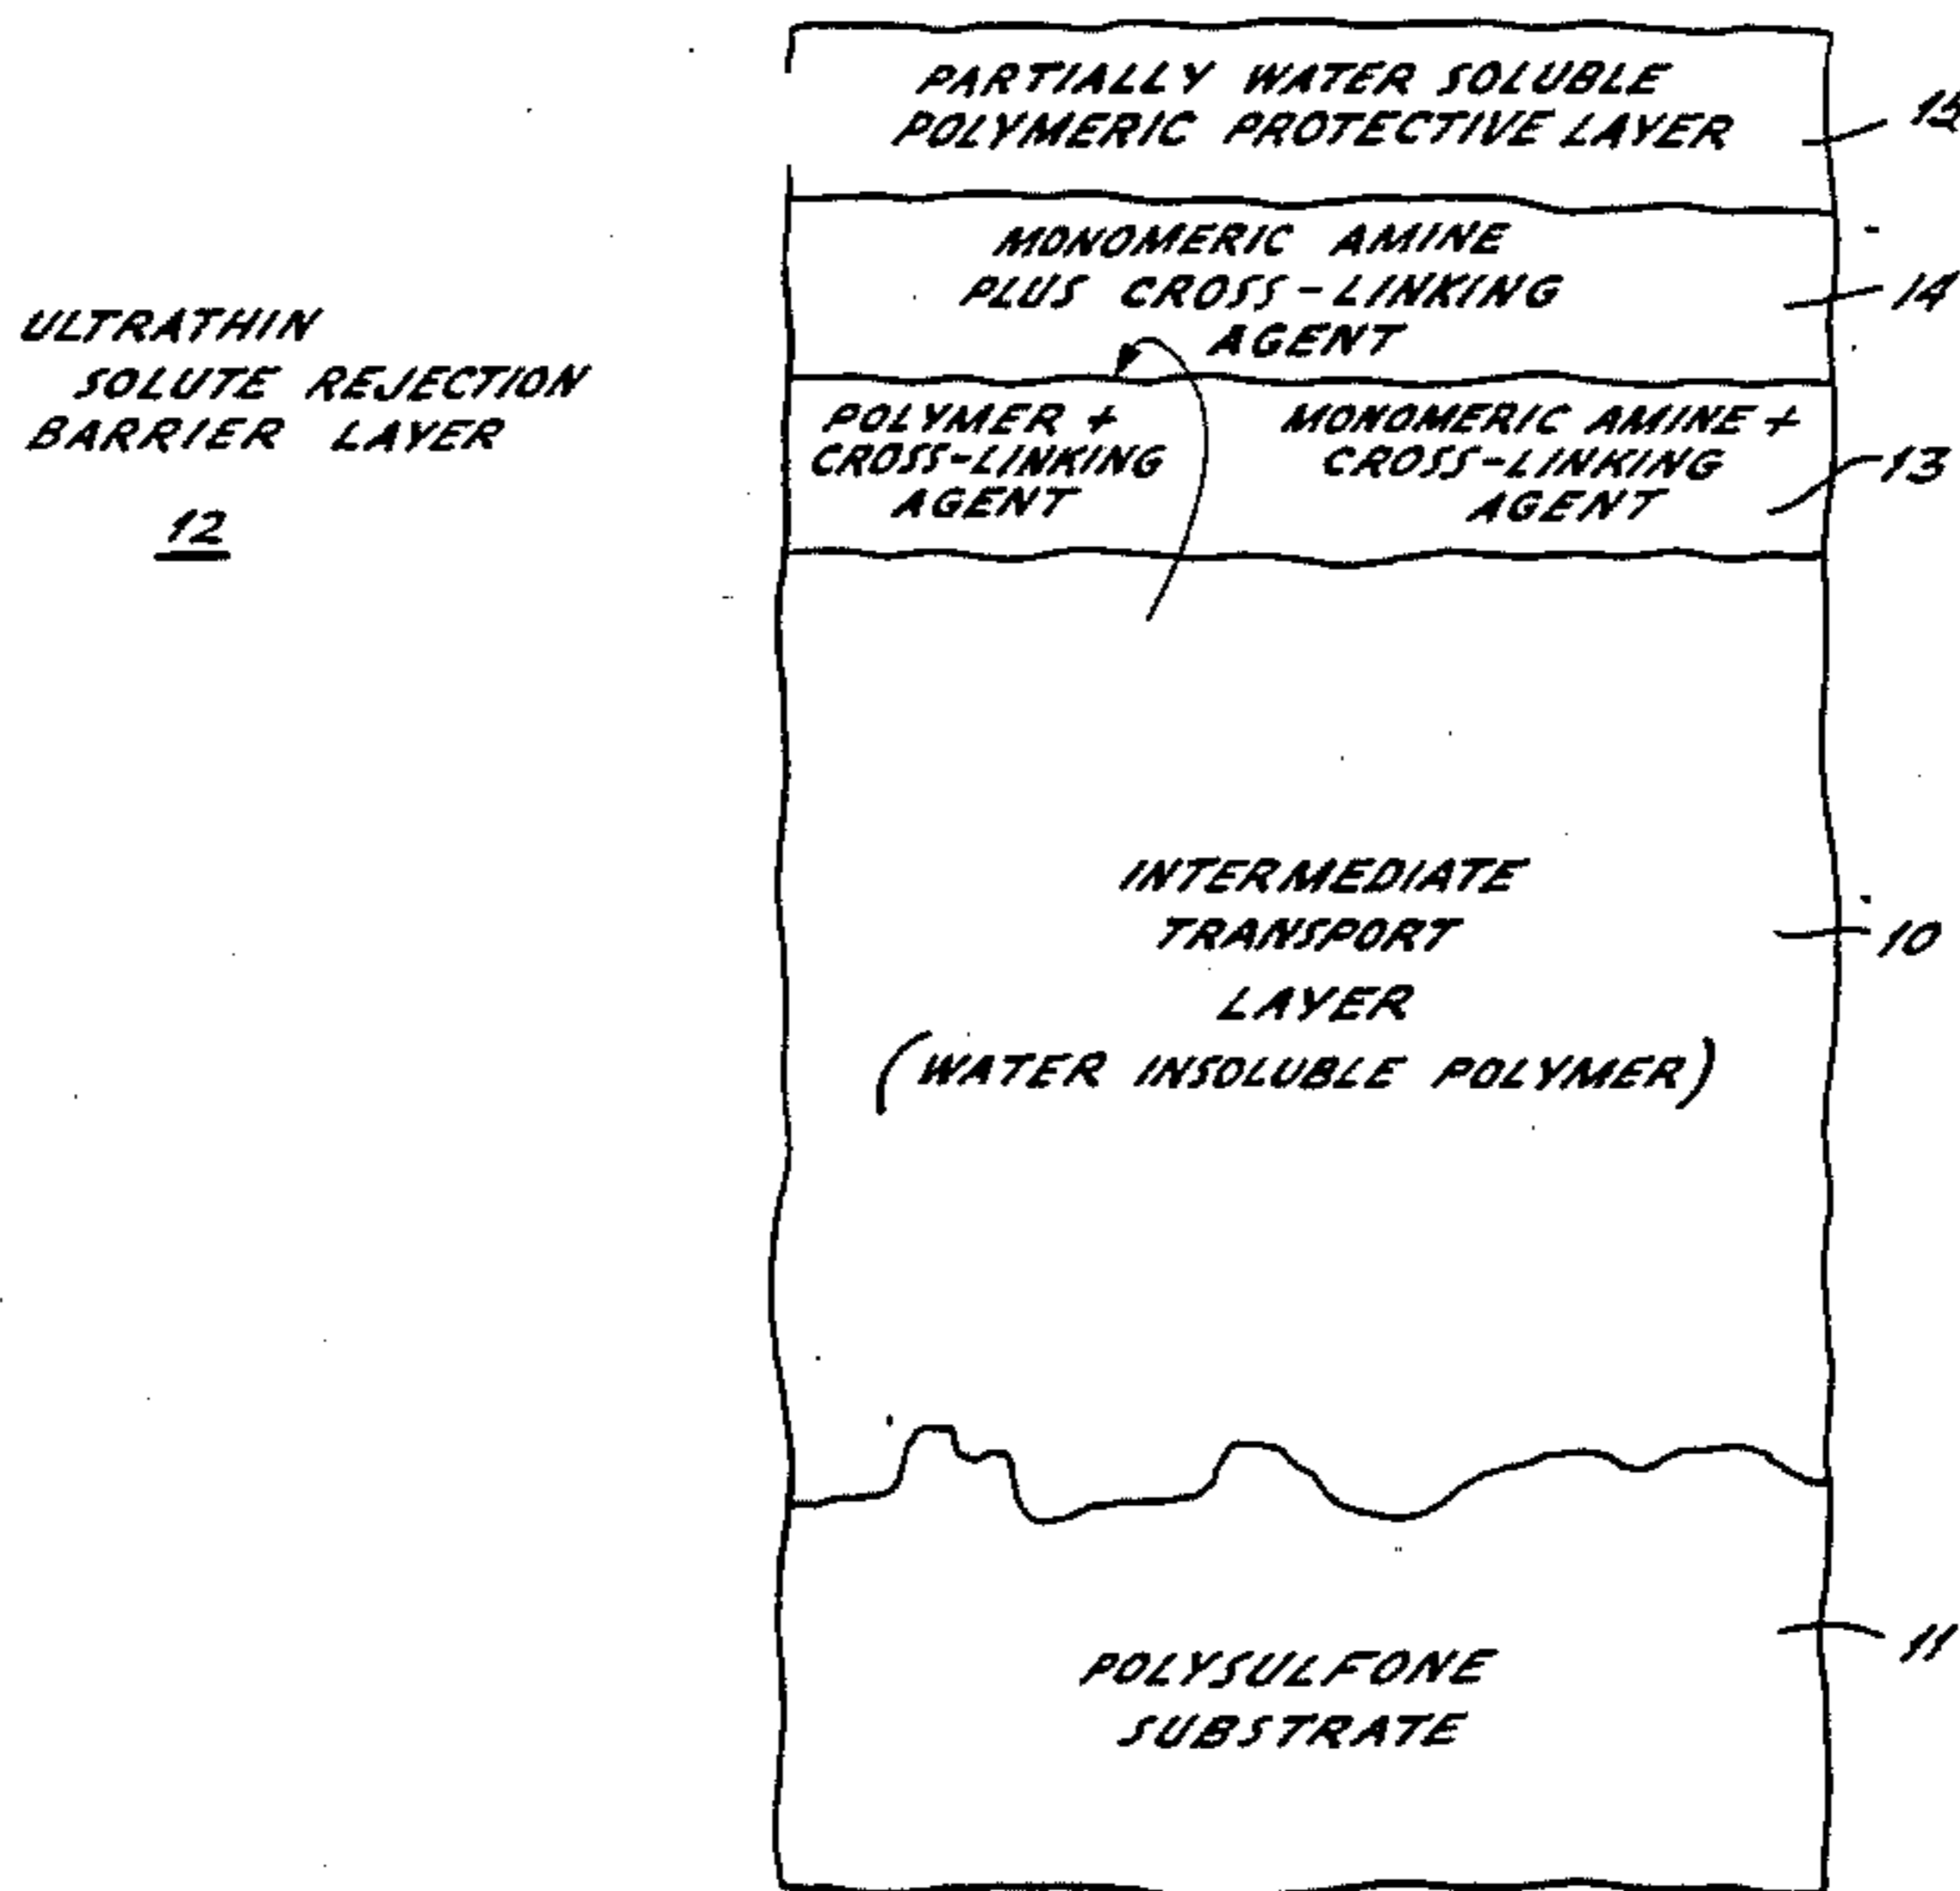 PARTIALLY WATER SOLUBLE
POLYMERIC PROTECTIVE LAYER
15
MONOMERIC AMINE
PLUS CROSS-LINKING
AGENT
14
ULTRATHIN
SOLUTE REJECTION
BARRIER LAYER
12
POLYMER +
CROSS-LINKING
AGENT
MONOMERIC AMINE +
CROSS-LINKING
AGENT
13
INTERMEDIATE
TRANSPORT
LAYER
(WATER INSOLUBLE POLYMER)
10
POLYSULFONE
SUBSTRATE
11